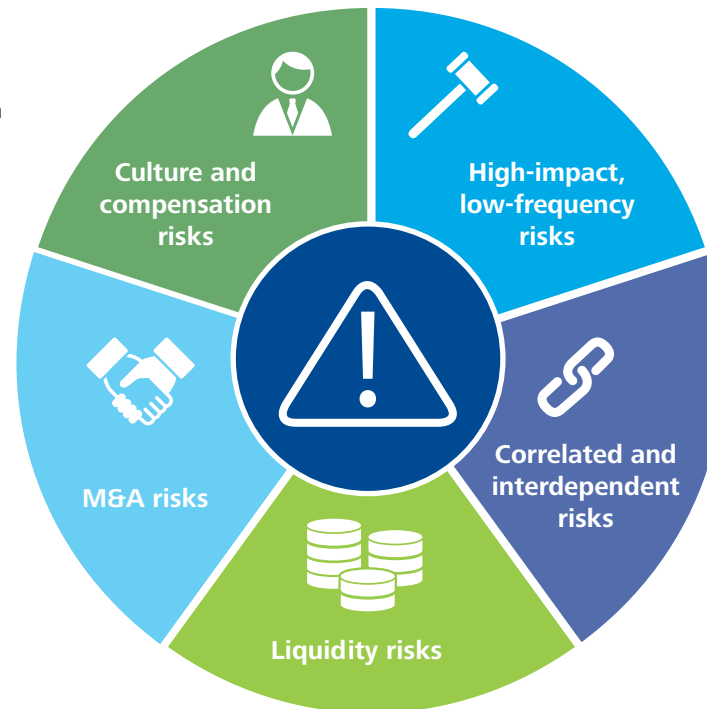 Culture and
compensation
risks
High-impact,
low-frequency
risks
Correlated and
interdependent
risks
M&A risks
Liquidity risks